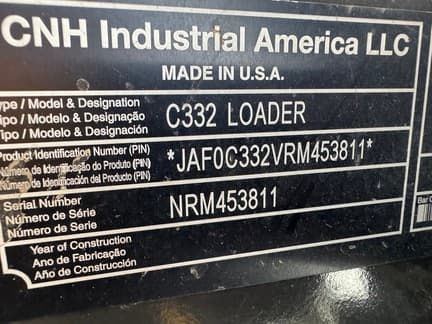 CNH Industrial America LLC
MADE IN U.S.A.
ype / Model & Designation
ipo / Modelo & Designação
ipo / Modelo & Designación
C332 LOADER
Product Identification Number (PIN)
Número de Identificação do Produto (PIN)
Número de Identificación del Producto (PIN)
*JAF0C332VRM453811*
Serial Number
Número de Série
Número de Serie
NRM453811
Year of Construction
Ano de Fabricação
Año de Construcción
Bar C